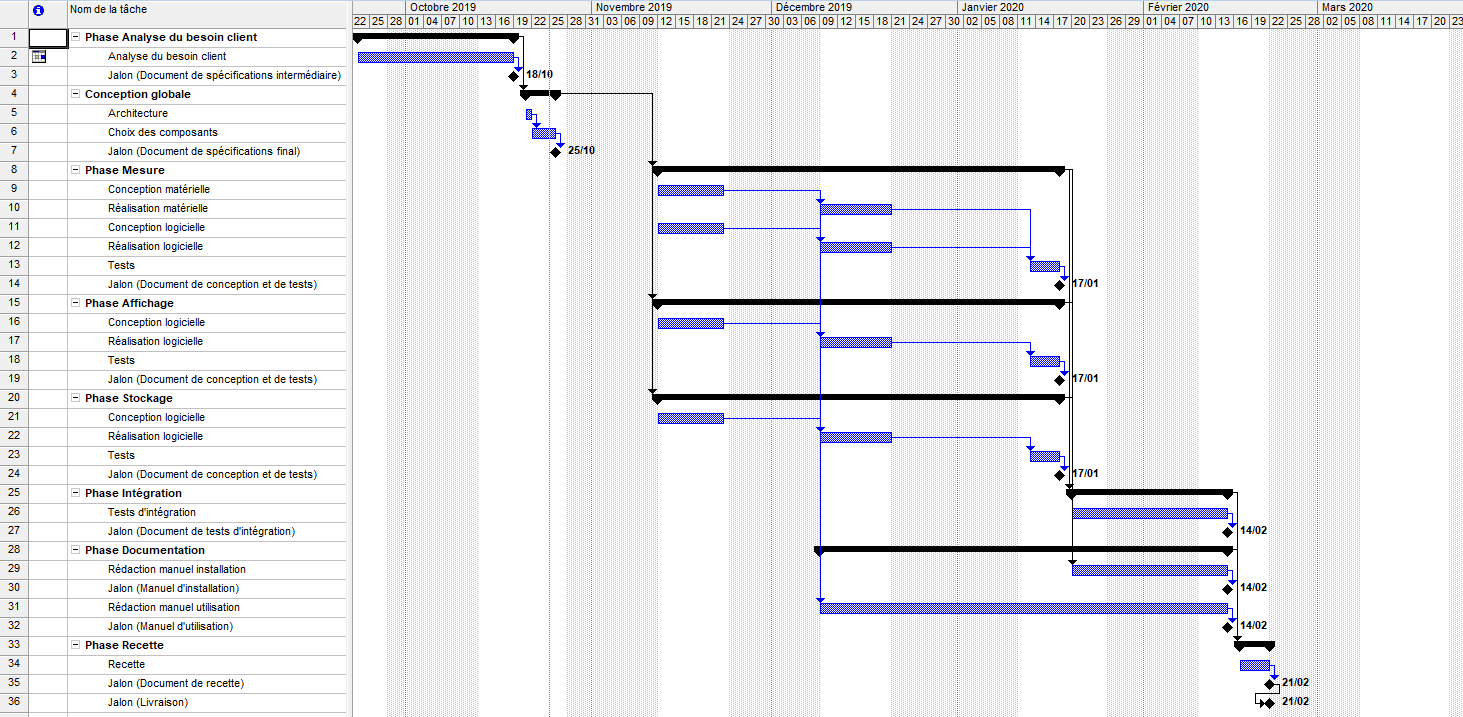 Nom de la tâche
Octobre 2019 Novembre 2019 Décembre 2019 Janvier 2020 Février 2020 Mars 2020
22 25 28 01 04 07 10 13 16 19 22 25 28 31 03 06 09 12 15 18 21 24 27 30 03 06 09 12 15 18 21 24 27 30 02 05 08 11 14 17 20 23 26 29 01 04 07 10 13 16 19 22 25 28 02 05 08 11 14 17 20 23
1 Phase Analyse du besoin client
2 Analyse du besoin client
3 Jalon (Document de spécifications intermédiaire) 18/10
4 Conception globale
5 Architecture
6 Choix des composants
7 Jalon (Document de spécifications final) 25/10
8 Phase Mesure
9 Conception matérielle
10 Réalisation matérielle
11 Conception logicielle
12 Réalisation logicielle
13 Tests
14 Jalon (Document de conception et de tests) 17/01
15 Phase Affichage
16 Conception logicielle
17 Réalisation logicielle
18 Tests
19 Jalon (Document de conception et de tests) 17/01
20 Phase Stockage
21 Conception logicielle
22 Réalisation logicielle
23 Tests
24 Jalon (Document de conception et de tests) 17/01
25 Phase Intégration
26 Tests d'intégration
27 Jalon (Document de tests d'intégration) 14/02
28 Phase Documentation
29 Rédaction manuel installation
30 Jalon (Manuel d'installation) 14/02
31 Rédaction manuel utilisation
32 Jalon (Manuel d'utilisation) 14/02
33 Phase Recette
34 Recette
35 Jalon (Document de recette) 21/02
36 Jalon (Livraison) 21/02